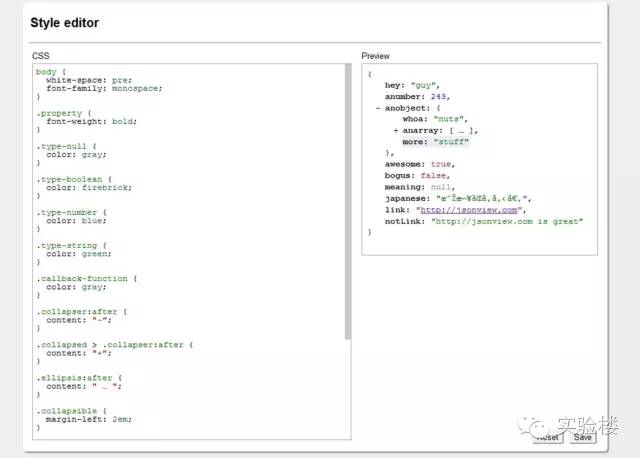 Style editor
CSS
body {
white-space: pre;
font-family: monospace;
}
.property {
font-weight: bold;
}
.type-null {
color: gray;
}
.type-boolean {
color: firebrick;
}
.type-number {
color: blue;
}
.type-string {
color: green;
}
.callback-function {
color: gray;
}
.collapser:after {
content: "-";
}
.collapsed > .collapser:after {
content: "+";
}
.ellipsis:after {
content: " … ";
}
.collapsible {
margin-left: 2em;
}
Preview
{
hey: "guy",
anumber: 243,
- anobject: {
whoa: "nuts",
+ anarray: [ … ],
more: "stuff"
},
awesome: true,
bogus: false,
meaning: null,
japanese:
link: "http://jsonview.com",
notLink: "http://jsonview.com is great"
}
实验楼
Reset
Save